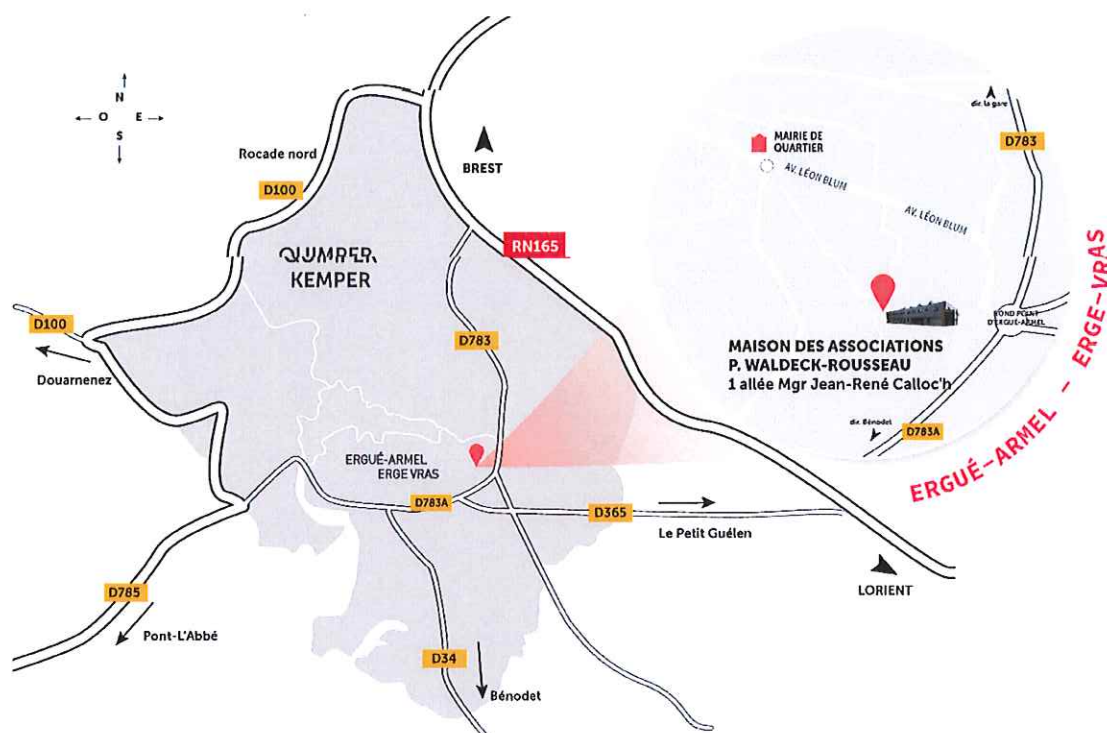 N
O E
S
Rocade nord
D100
BREST
QUIMPER
KEMPER
RN165
D100
Douarnenez
D783
ERGUÉ-ARMEL
ERGE VRAS
D783A
D365
Le Petit Guélen
LORIENT
D785
Pont-L'Abbé
D34
Bénodet
dir. la gare
D783
MAIRIE DE
QUARTIER
AV. LÉON BLUM
AV. LÉON BLUM
ROND POINT
D'ERGUÉ-ARMEL
MAISON DES ASSOCIATIONS
P. WALDECK-ROUSSEAU
1 allée Mgr Jean-René Calloc'h
dir. Bénodet
D783A
ERGUÉ-ARMEL - ERGE-VRAS